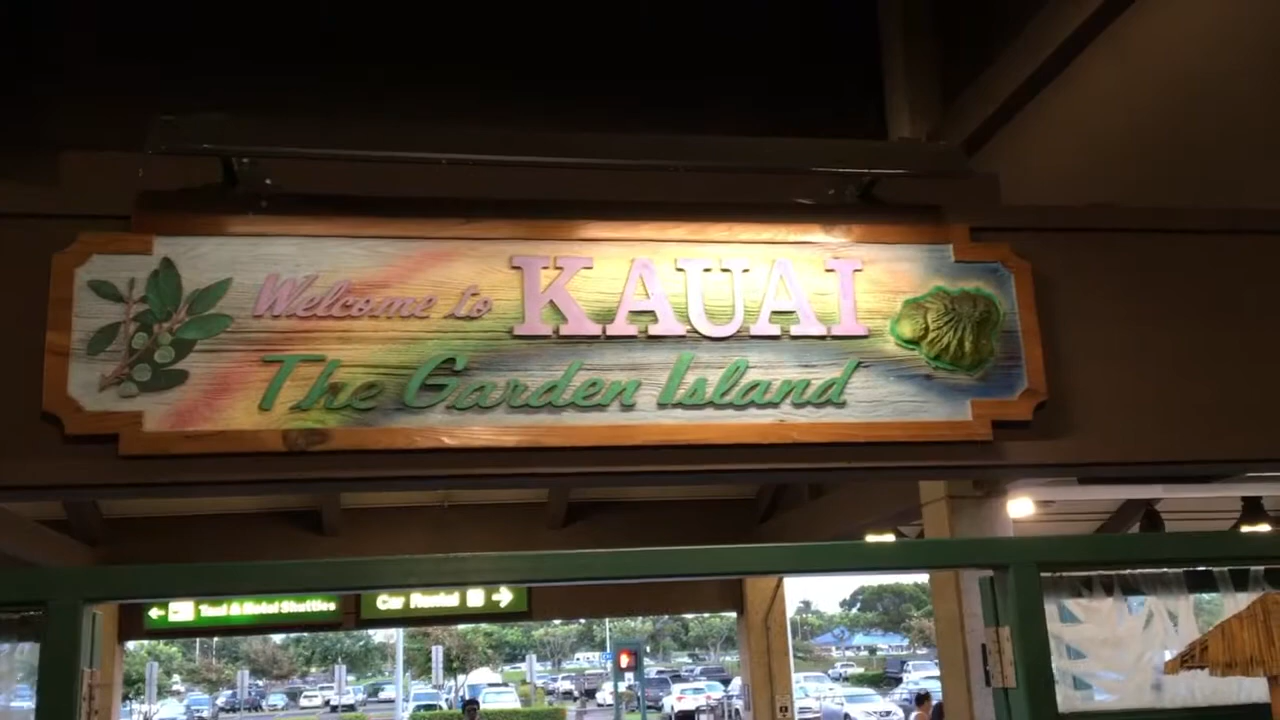 Welcome to KAUAI
The Garden Island
Taxi & Hotel Shuttles
Car Rental